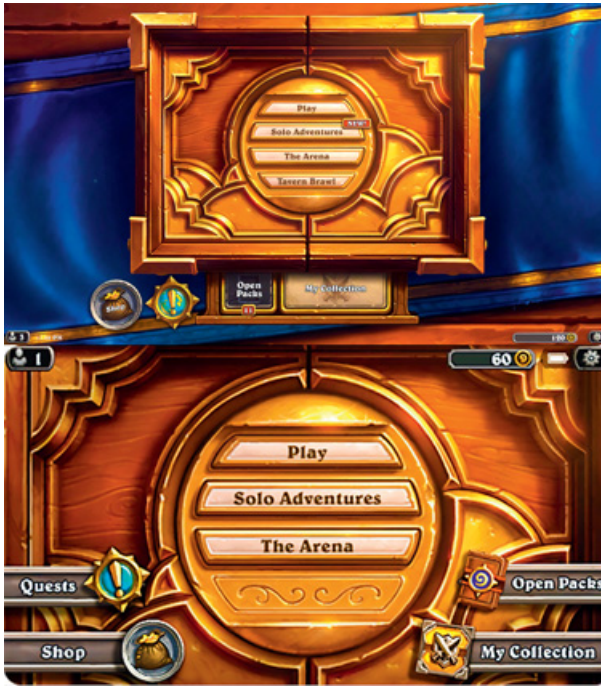 Play
NEW!
Solo Adventures
The Arena
Tavern Brawl
Open
Packs
My Collection
Shop
1
60
Play
Solo Adventures
The Arena
Quests
Open Packs
Shop
My Collection